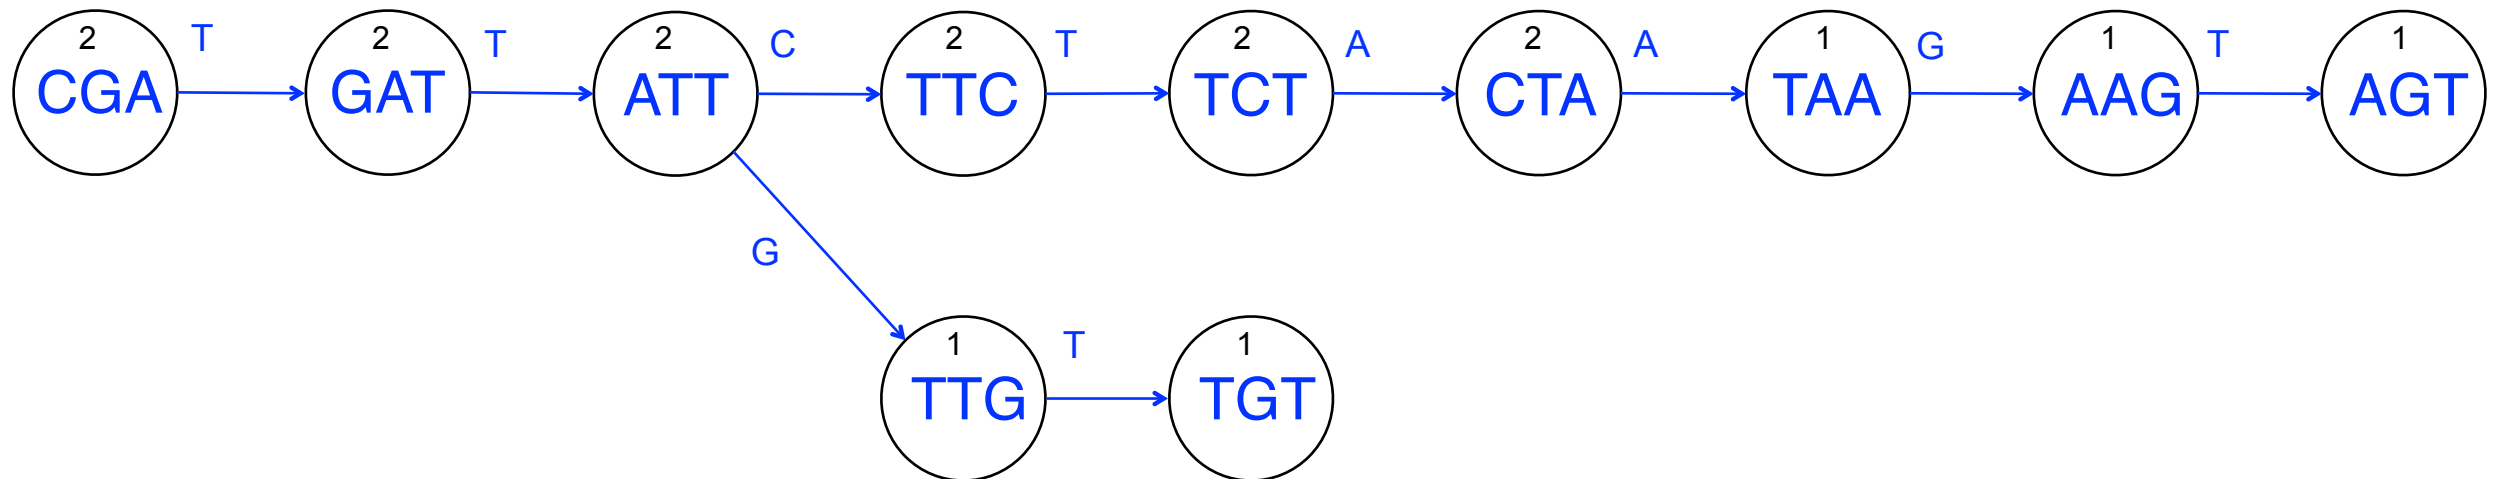 2 T 2 T 2 C 2 T 2 A 2 A 1 G 1 T 1
CGA GAT ATT TTC TCT CTA TAA AAG AGT
G
1 T 1
TTG TGT